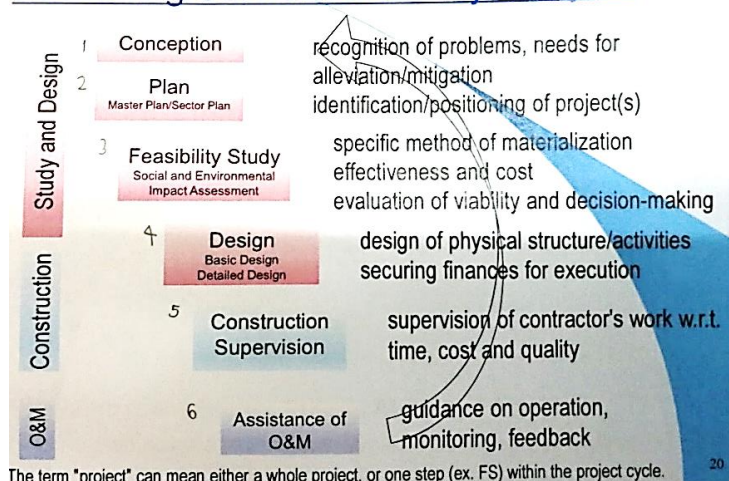 Study and Design
1 Conception
recognition of problems, needs for
alleviation/mitigation
2 Plan
Master Plan/Sector Plan
identification/positioning of project(s)
3 Feasibility Study
Social and Environmental
Impact Assessment
specific method of materialization
effectiveness and cost
evaluation of viability and decision-making
4 Design
Basic Design
Detailed Design
design of physical structure/activities
securing finances for execution
Construction
5 Construction
Supervision
supervision of contractor's work w.r.t.
time, cost and quality
O&M
6 Assistance of
O&M
guidance on operation,
monitoring, feedback
The term "project" can mean either a whole project, or one step (ex. FS) within the project cycle.
20